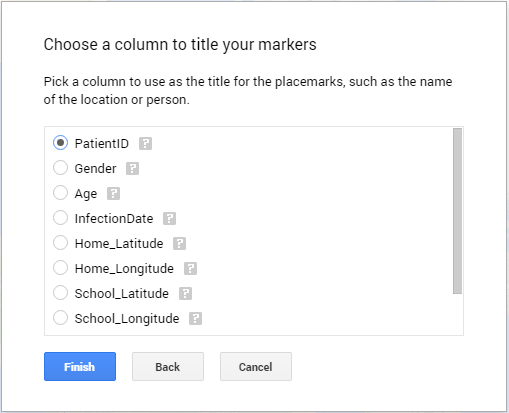 Choose a column to title your markers
Pick a column to use as the title for the placemarks, such as the name
of the location or person.
PatientID ?
Gender ?
Age ?
InfectionDate ?
Home_Latitude ?
Home_Longitude ?
School_Latitude ?
School_Longitude ?
Finish Back Cancel